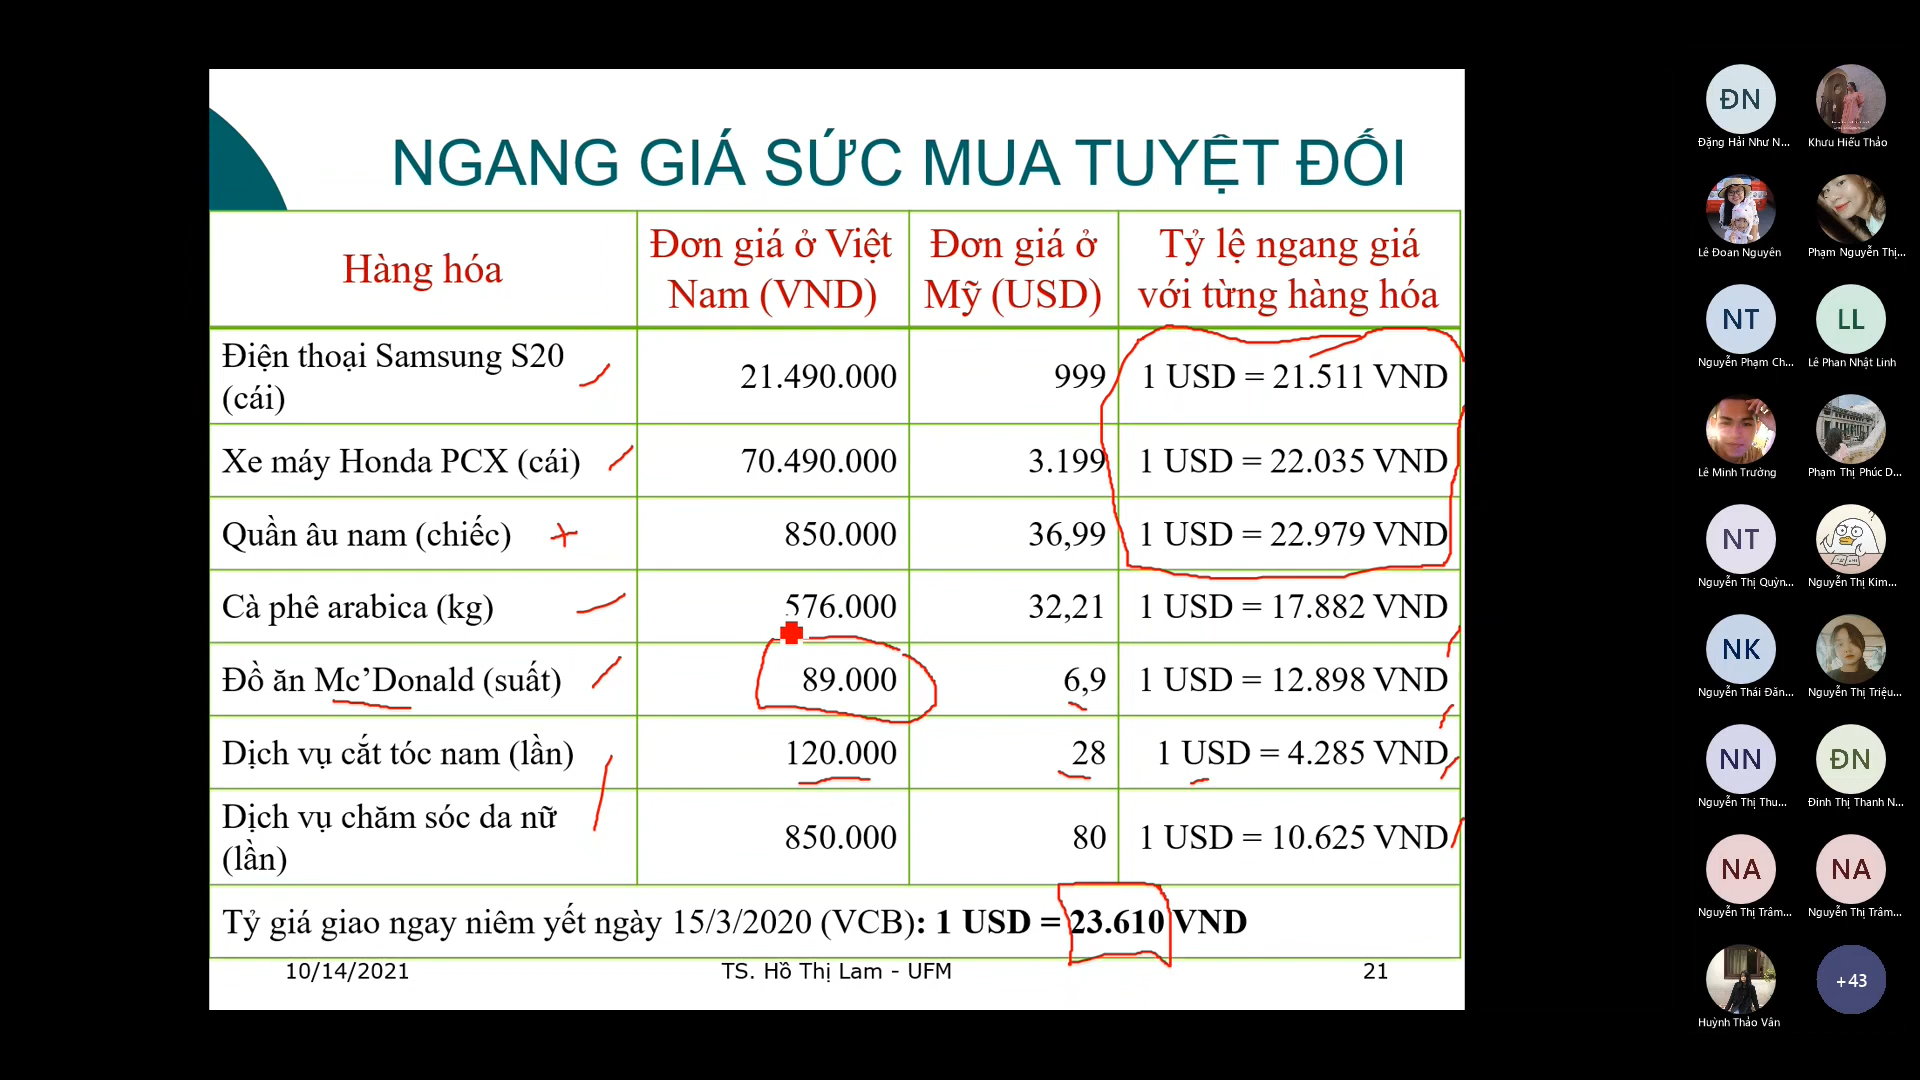 NGANG GIÁ SỨC MUA TUYỆT ĐỐI
Hàng hóa
Đơn giá ở Việt
Nam (VND)
Đơn giá ở
Mỹ (USD)
Tỷ lệ ngang giá
với từng hàng hóa
Điện thoại Samsung S20
(cái)
21.490.000
999
1 USD = 21.511 VND
Xe máy Honda PCX (cái)
70.490.000
3.199
1 USD = 22.035 VND
Quần âu nam (chiếc)
850.000
36,99
1 USD = 22.979 VND
Cà phê arabica (kg)
576.000
32,21
1 USD = 17.882 VND
Đồ ăn Mc’Donald (suất)
89.000
6,9
1 USD = 12.898 VND
Dịch vụ cắt tóc nam (lần)
120.000
28
1 USD = 4.285 VND
Dịch vụ chăm sóc da nữ
(lần)
850.000
80
1 USD = 10.625 VND
Tỷ giá giao ngay niêm yết ngày 15/3/2020 (VCB): 1 USD = 23.610 VND
10/14/2021
TS. Hồ Thị Lam - UFM
21
ĐN
Đặng Hải Như N...
Khưu Hiếu Thảo
Lê Đoan Nguyên
Phạm Nguyễn Thị...
NT
Nguyễn Phạm Ch...
LL
Lê Phan Nhật Linh
Lê Minh Trường
Phạm Thị Phúc D...
NT
Nguyễn Thị Quỳn...
Nguyễn Thị Kim...
NK
Nguyễn Thái Đăn...
Nguyễn Thị Triệu...
NN
Nguyễn Thị Thu...
ĐN
Đinh Thị Thanh N...
NA
Nguyễn Thị Trâm...
NA
Nguyễn Thị Trâm...
Huỳnh Thảo Vân
+43